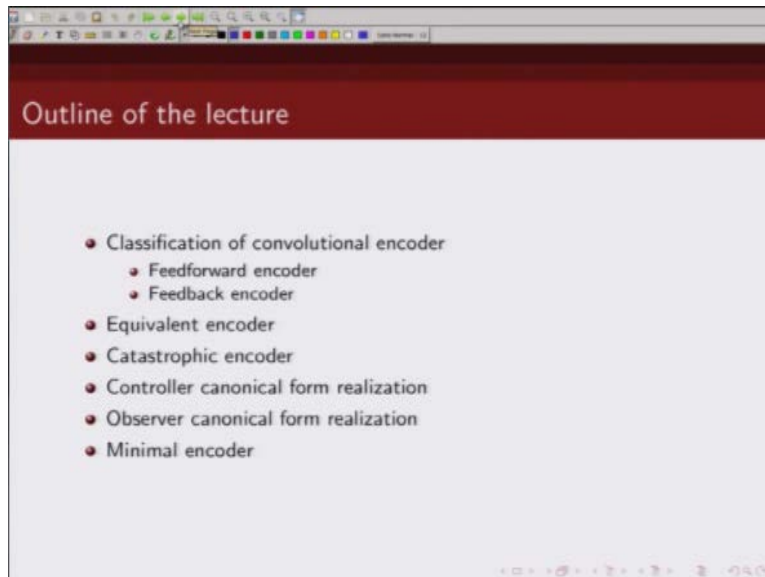 Outline of the lecture
Classification of convolutional encoder
Feedforward encoder
Feedback encoder
Equivalent encoder
Catastrophic encoder
Controller canonical form realization
Observer canonical form realization
Minimal encoder